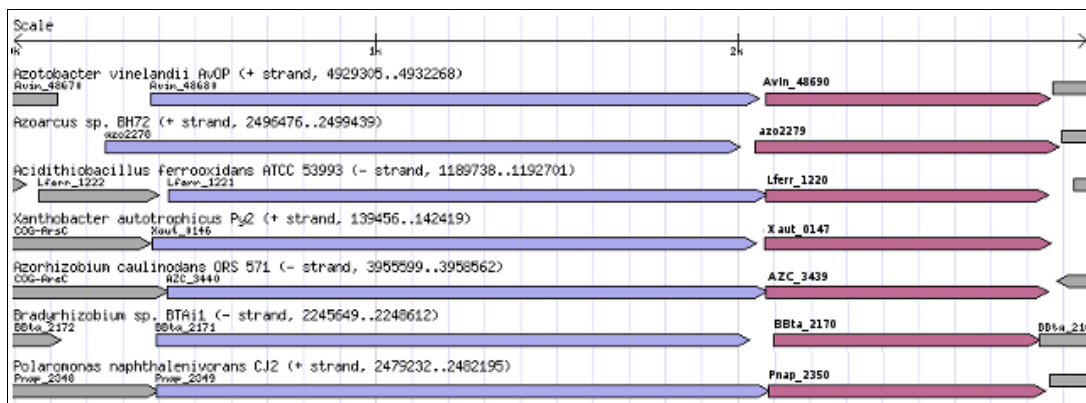 Scale
1k 2k
Azotobacter vinelandii AvOP (+ strand, 4929305..4932268)
Avin_48670 Avin_48680 Avin_48690
Azoarcus sp. BH72 (+ strand, 2496476..2499439)
azo2278 azo2279
Acidithiobacillus ferrooxidans ATCC 53993 (- strand, 1189738..1192701)
Lferr_1222 Lferr_1221 Lferr_1220
Xanthobacter autotrophicus Py2 (+ strand, 139456..142419)
COG-ArsC Xaut_0146 Xaut_0147
Azorhizobium caulinodans ORS 571 (- strand, 3955599..3958562)
COG-ArsC AZC_3440 AZC_3439
Bradyrhizobium sp. BTAi1 (- strand, 2245649..2248612)
BBta_2172 BBta_2171 BBta_2170
Polaromonas naphthalenivorans CJ2 (+ strand, 2479232..2482195)
Pnap_2348 Pnap_2349 Pnap_2350